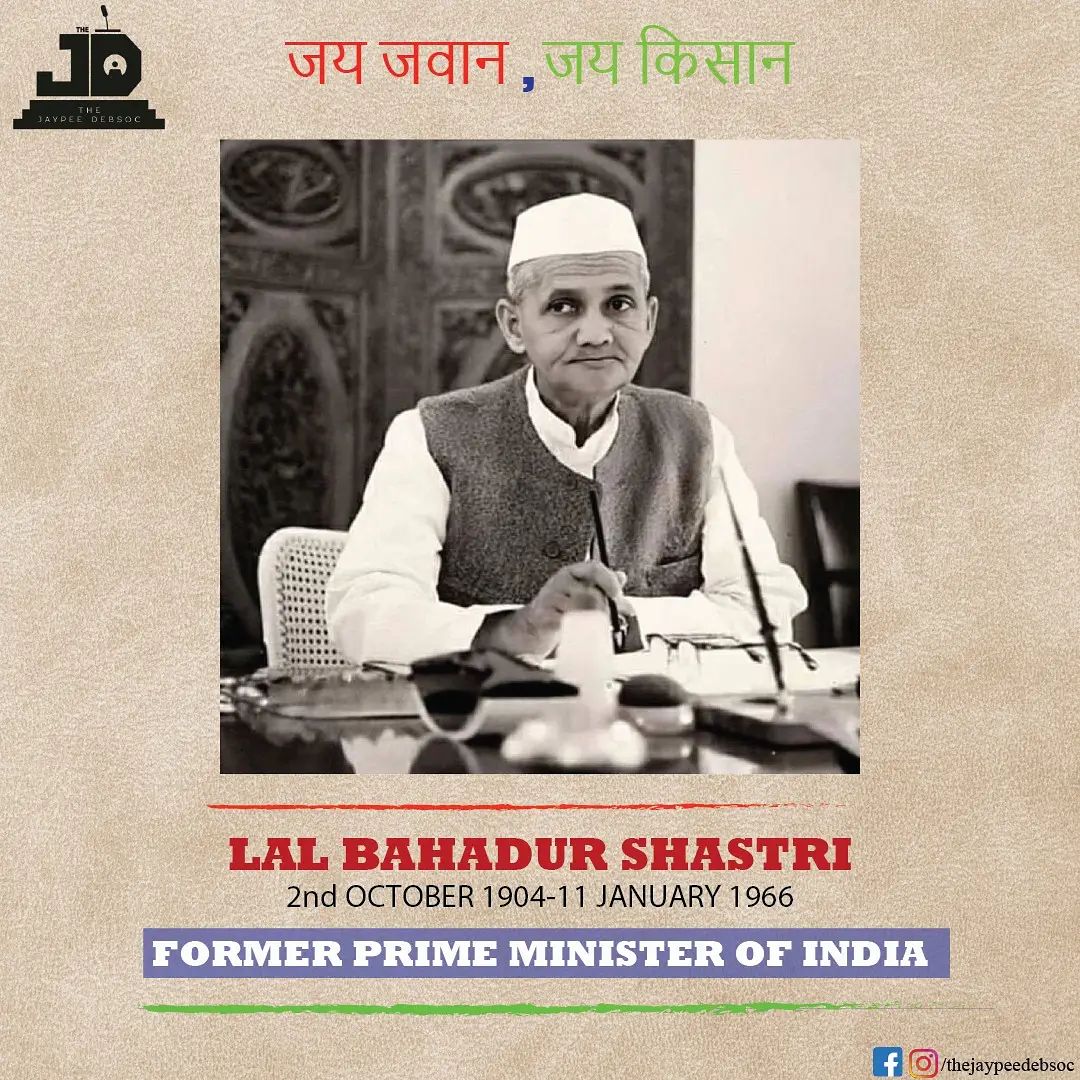 THE
JD
THE
JAYPEE DEBSOC
जय जवान , जय किसान
LAL BAHADUR SHASTRI
2nd OCTOBER 1904-11 JANUARY 1966
FORMER PRIME MINISTER OF INDIA
/thejaypeedebsoc